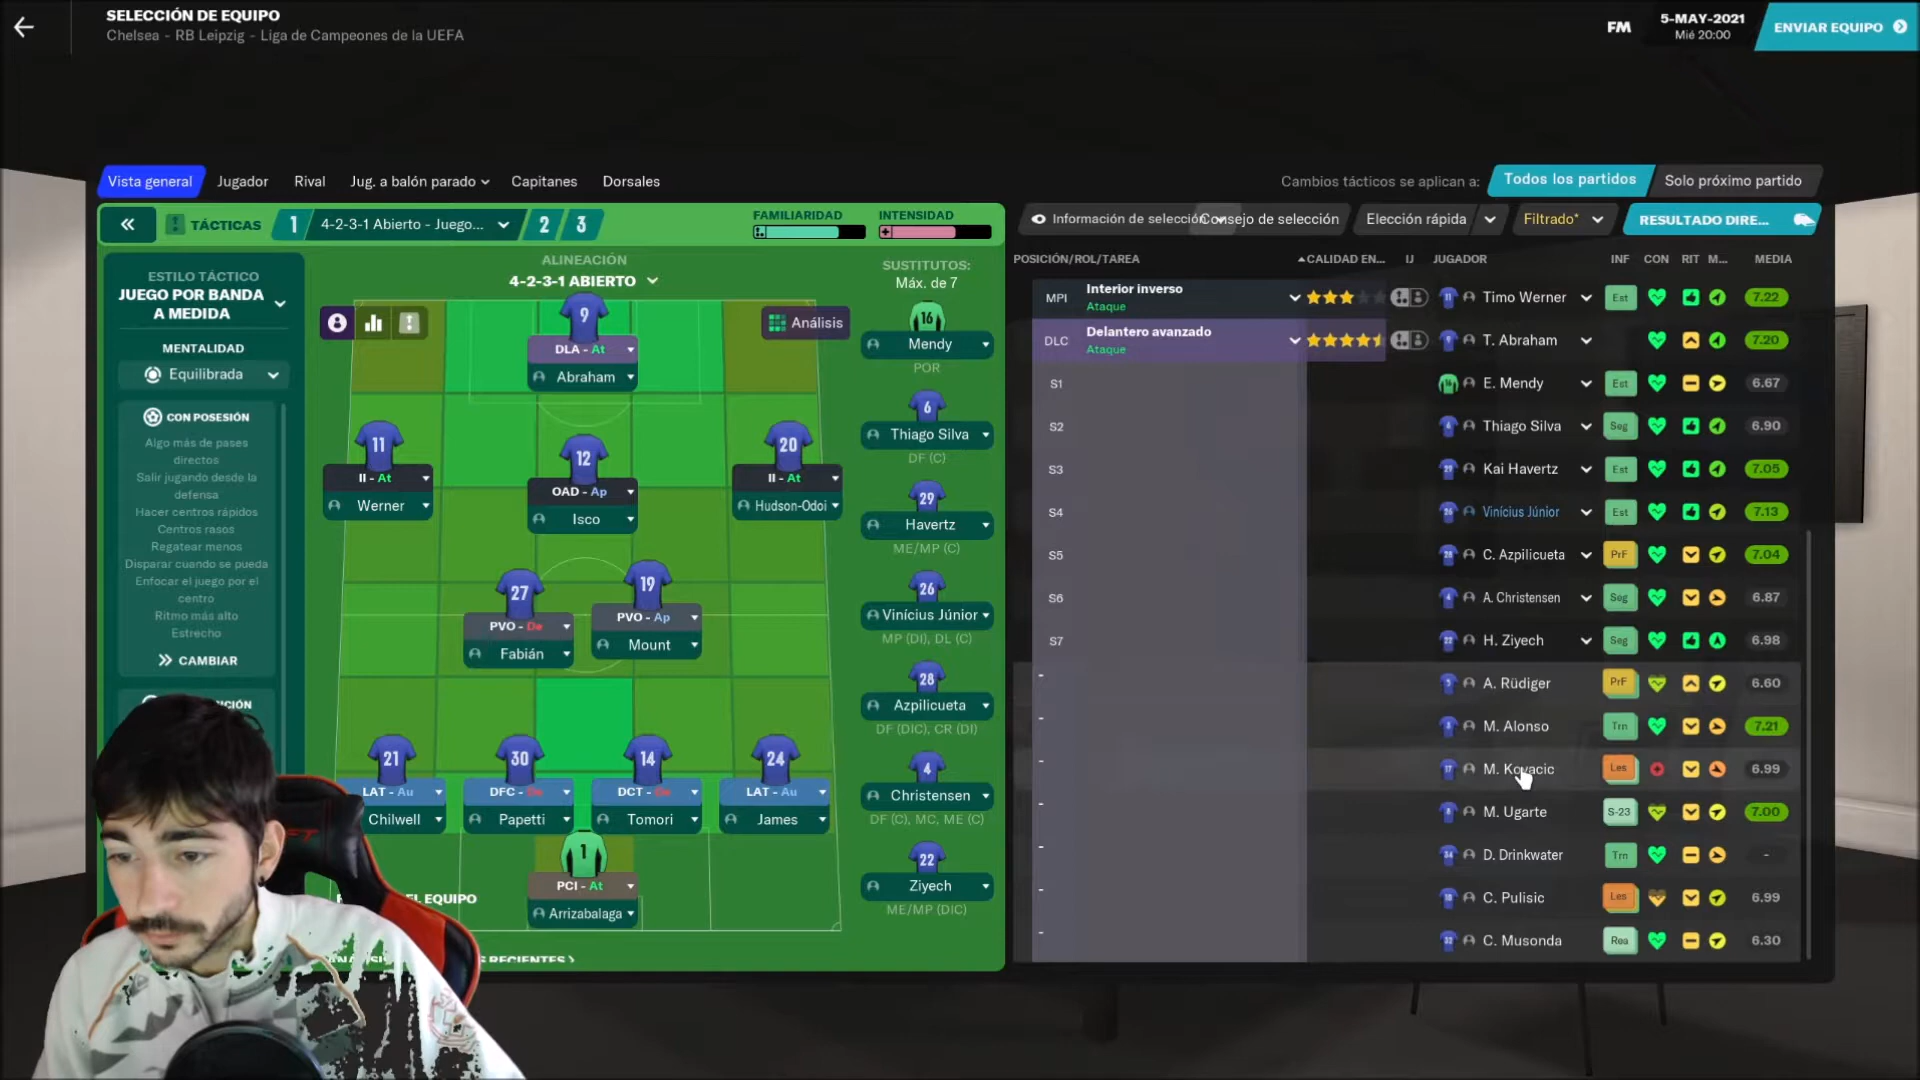 SELECCIÓN DE EQUIPO
Chelsea - RB Leipzig - Liga de Campeones de la UEFA
FM
5-MAY-2021
Mié 20:00
ENVIAR EQUIPO
Vista general
Jugador
Rival
Jug. a balón parado
Capitanes
Dorsales
Cambios tácticos se aplican a:
Todos los partidos
Solo próximo partido
TÁCTICAS
1
4-2-3-1 Abierto - Juego...
2
3
FAMILIARIDAD
INTENSIDAD
Información de selección
Consejo de selección
Elección rápida
Filtrado*
RESULTADO DIRE...
ESTILO TÁCTICO
JUEGO POR BANDA
A MEDIDA
MENTALIDAD
Equilibrada
CON POSESIÓN
Algo más de pases
directos
Salir jugando desde la
defensa
Hacer centros rápidos
Centros rasos
Regatear menos
Disparar cuando se pueda
Enfocar el juego por el
centro
Ritmo más alto
Estrecho
CAMBIAR
ALINEACIÓN
4-2-3-1 ABIERTO
Análisis
9
DLA - At
Abraham
11
II - At
Werner
12
OAD - Ap
Isco
20
II - At
Hudson-Odoi
27
PVO - De
Fabián
19
PVO - Ap
Mount
21
LAT - Au
Chilwell
30
DFC - De
Papetti
14
DCT - De
Tomori
24
LAT - Au
James
1
PCI - At
Arrizabalaga
EL EQUIPO
RECIENTES
SUSTITUTOS:
Máx. de 7
16
Mendy
POR
6
Thiago Silva
DF (C)
29
Havertz
ME/MP (C)
26
Vinícius Júnior
MP (DI), DL (C)
28
Azpilicueta
DF (DIC), CR (DI)
4
Christensen
DF (C), MC, ME (C)
22
Ziyech
ME/MP (DIC)
POSICIÓN/ROL/TAREA
CALIDAD EN...
IJ
JUGADOR
INF
CON
RIT
M...
MEDIA
MPI Interior inverso Ataque Timo Werner Est 7.22
DLC Delantero avanzado Ataque T. Abraham 7.20
S1 E. Mendy Est 6.67
S2 Thiago Silva Seg 6.90
S3 Kai Havertz Est 7.05
S4 Vinícius Júnior Est 7.13
S5 C. Azpilicueta PrF 7.04
S6 A. Christensen Seg 6.87
S7 H. Ziyech Seg 6.98
- A. Rüdiger PrF 6.60
- M. Alonso Trn 7.21
- M. Kovacic Les 6.99
- M. Ugarte S-23 7.00
- D. Drinkwater Trn -
- C. Pulisic Les 6.99
- C. Musonda Rea 6.30